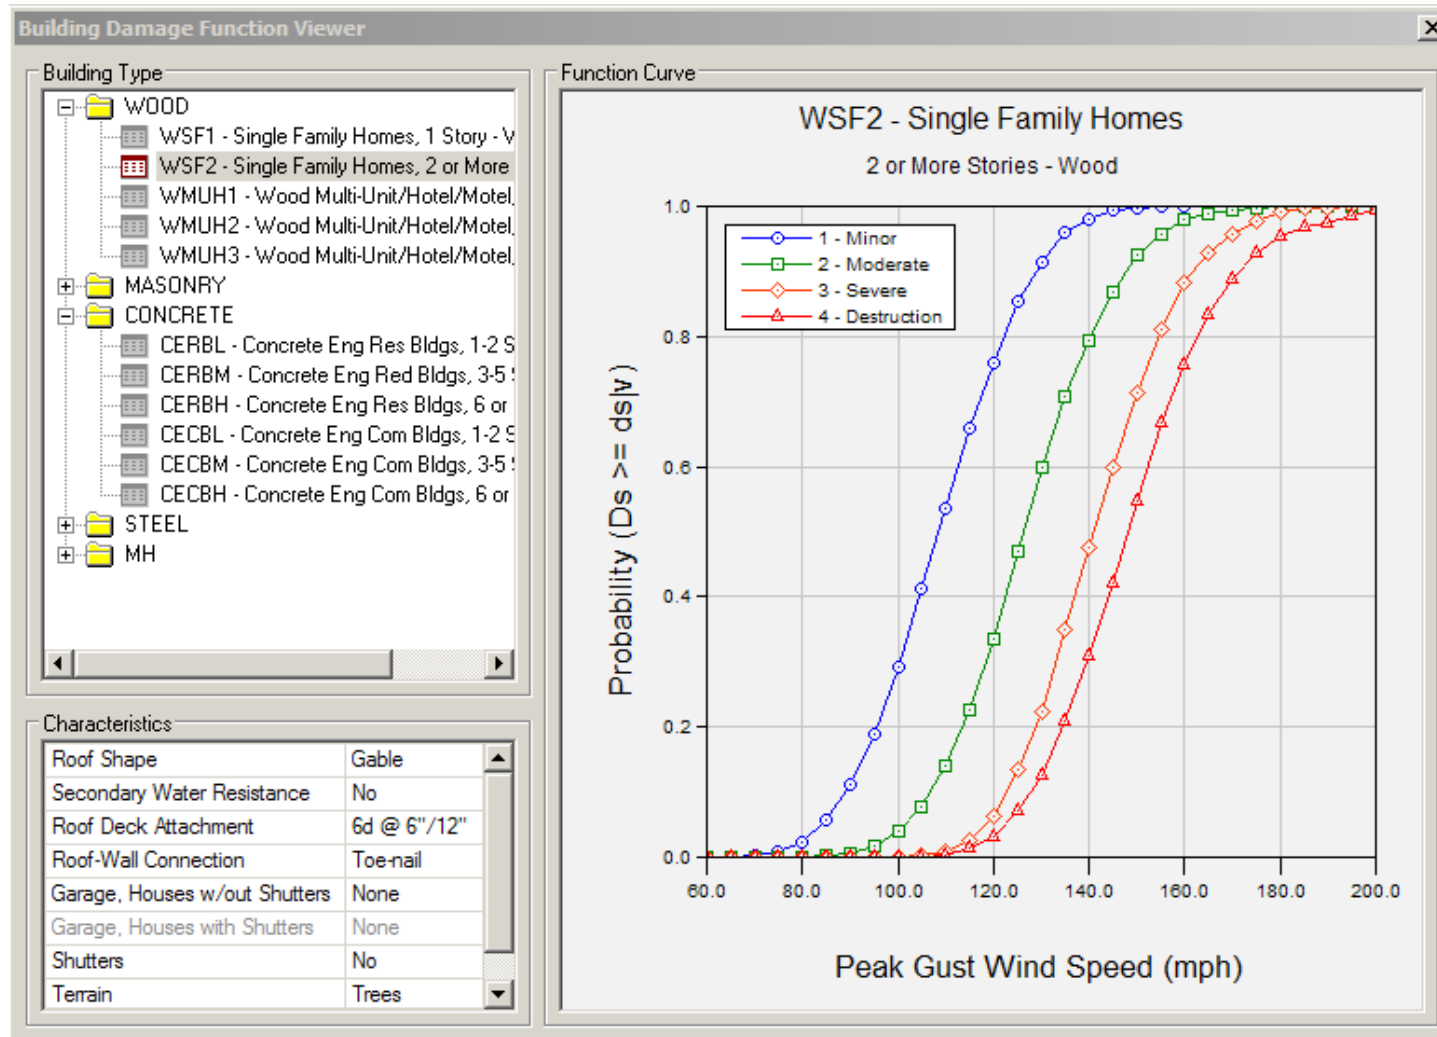 Building Damage Function Viewer
Building Type
WOOD
WSF1 - Single Family Homes, 1 Story - W
WSF2 - Single Family Homes, 2 or More
WMUH1 - Wood Multi-Unit/Hotel/Motel,
WMUH2 - Wood Multi-Unit/Hotel/Motel,
WMUH3 - Wood Multi-Unit/Hotel/Motel,
MASONRY
CONCRETE
CERBL - Concrete Eng Res Bldgs, 1-2 S
CERBM - Concrete Eng Red Bldgs, 3-5 S
CERBH - Concrete Eng Res Bldgs, 6 or
CECBL - Concrete Eng Com Bldgs, 1-2 S
CECBM - Concrete Eng Com Bldgs, 3-5 S
CECBH - Concrete Eng Com Bldgs, 6 or
STEEL
MH
Characteristics
Roof Shape Gable
Secondary Water Resistance No
Roof Deck Attachment 6d @ 6"/12"
Roof-Wall Connection Toe-nail
Garage, Houses w/out Shutters None
Garage, Houses with Shutters None
Shutters No
Terrain Trees
Function Curve
WSF2 - Single Family Homes
2 or More Stories - Wood
1 - Minor
2 - Moderate
3 - Severe
4 - Destruction
Probability (Ds >= ds|v)
1.0
0.8
0.6
0.4
0.2
0.0
60.0 80.0 100.0 120.0 140.0 160.0 180.0 200.0
Peak Gust Wind Speed (mph)